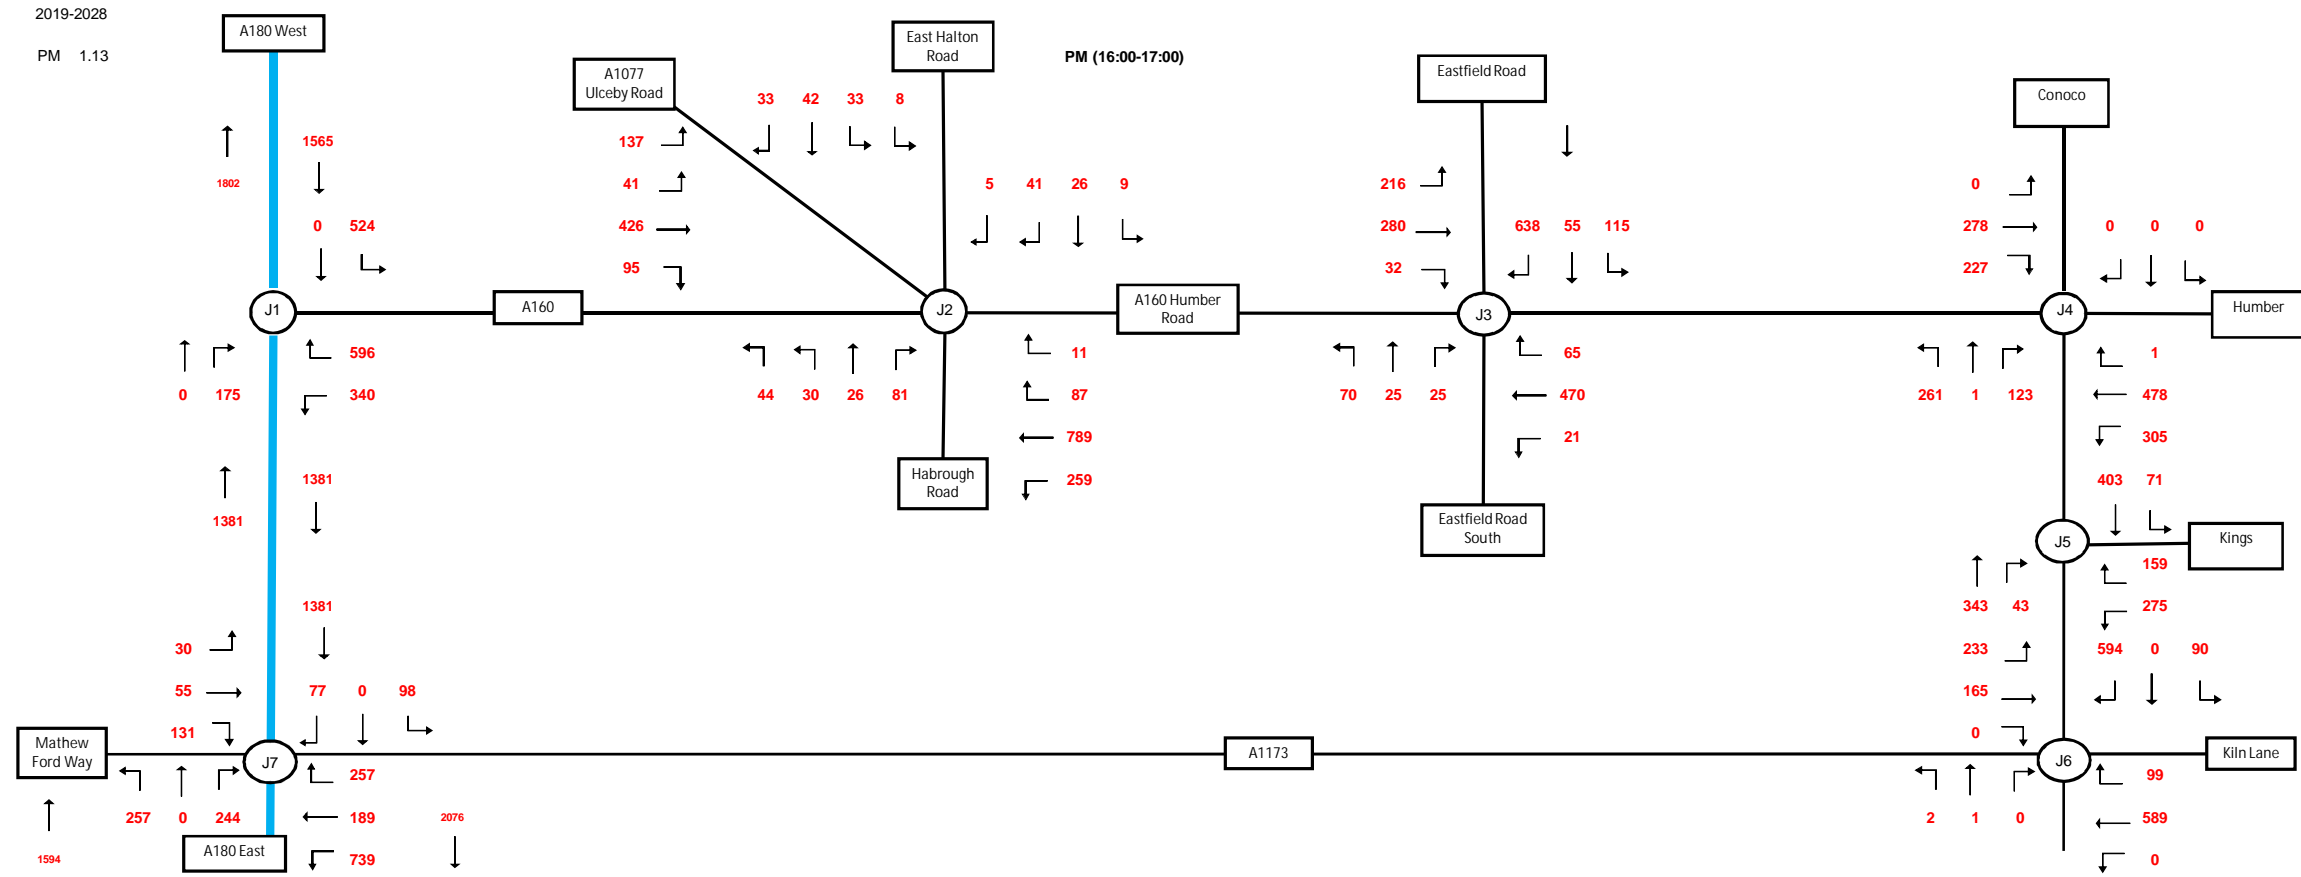 2019-2028
A180 West
East Halton
Road
PM 1.13
PM (16:00-17:00)
A1077
Ulceby Road
Eastfield Road
Conoco
33 42 33 8
1565
137
1802
41
5 41 26 9
216
0
0 524
426
280
638 55 115
278
0 0 0
95
32
227
J1
A160
J2
A160 Humber
Road
J3
J4
Humber
596
11
65
1
0 175
340
44 30 26 81
87
70 25 25
470
261 1 123
478
789
21
305
1381
Habrough
Road
259
403 71
1381
Eastfield Road
South
J5
Kings
159
1381
343 43
275
30
233
594 0 90
55
77 0 98
165
131
0
Mathew
Ford Way
J7
A1173
J6
Kiln Lane
257
99
257 0 244
189
2076
2 1 0
589
1594
A180 East
739
0